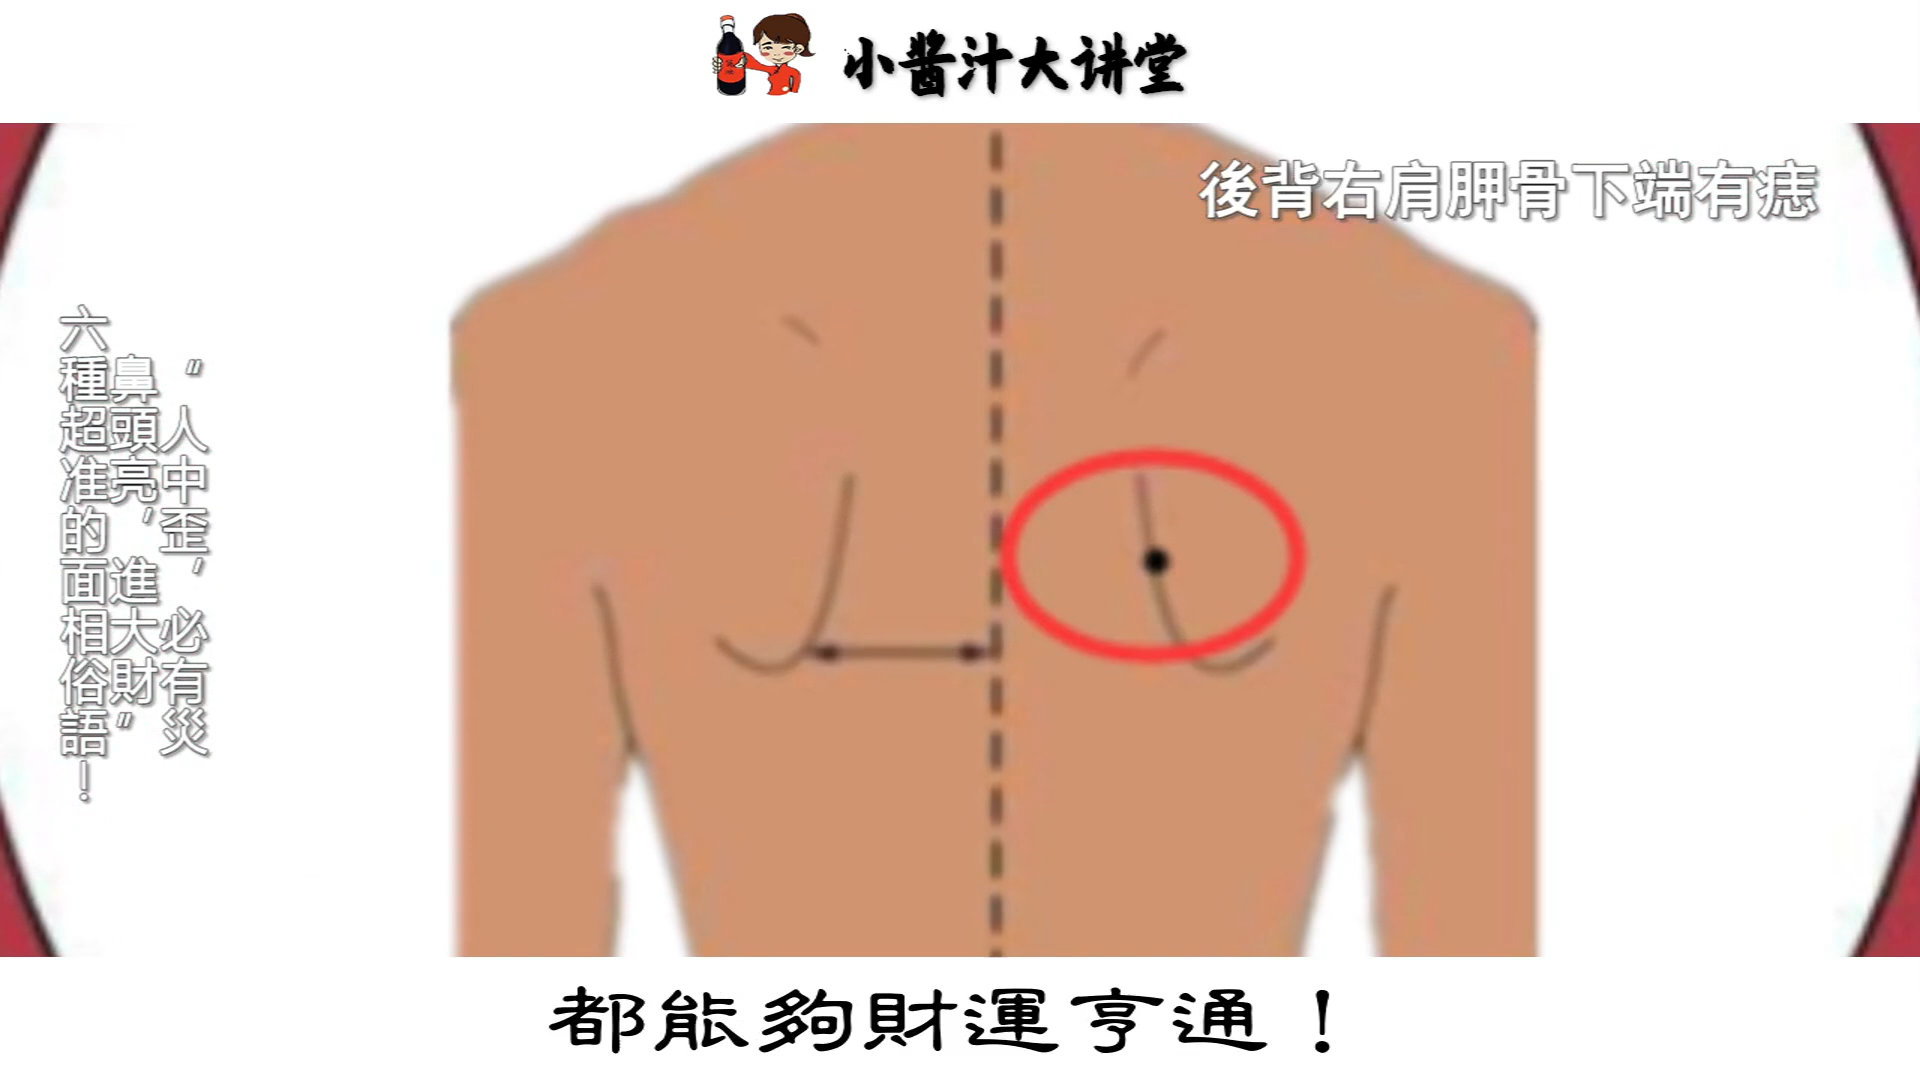 小酱汁大讲堂
後背右肩胛骨下端有痣
“人中歪，必有災
鼻頭亮，進大財”
六種超准的面相俗語！
都能夠財運亨通！